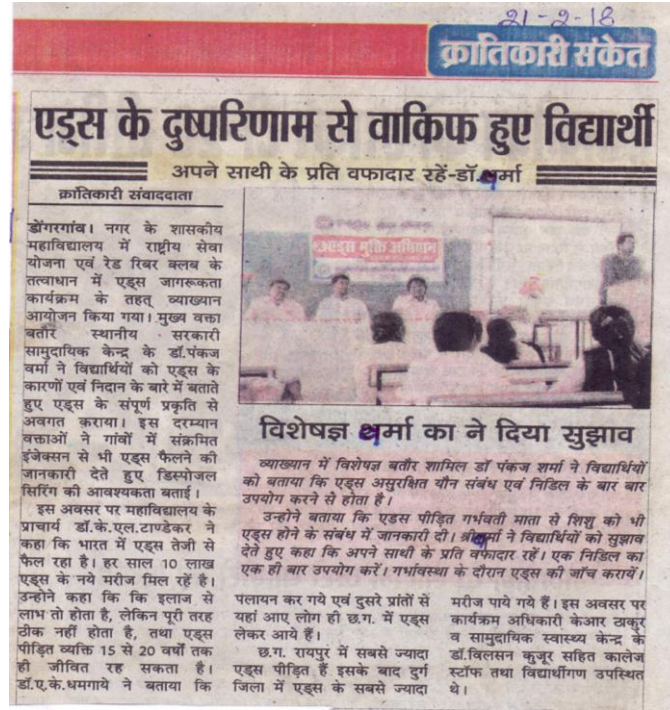 21-2-18
क्रांतिकारी संकेत
एड्स के दुष्परिणाम से वाकिफ हुए विद्यार्थी
अपने साथी के प्रति वफादार रहें-डॉ. शर्मा
क्रांतिकारी संवाददाता
डोंगरगांव। नगर के शासकीय
महाविद्यालय में राष्ट्रीय सेवा
योजना एवं रेड रिबर क्लब के
तत्वाधान में एड्स जागरूकता
कार्यक्रम के तहत् व्याख्यान
आयोजन किया गया। मुख्य वक्ता
बतौर स्थानीय सरकारी
सामुदायिक केन्द्र के डॉ.पंकज
वर्मा ने विद्यार्थियों को एड्स के
कारणों एवं निदान के बारे में बताते
हुए एड्स के संपूर्ण प्रकृति से
अवगत कराया। इस दरम्यान
वक्ताओं ने गांवों में संक्रमित
इंजेक्सन से भी एड्स फैलने की
जानकारी देते हुए डिस्पोजल
सिरिंग की आवश्यकता बताई।
इस अवसर पर महाविद्यालय के
प्राचार्य डॉ.के.एल.टाण्डेकर ने
कहा कि भारत में एड्स तेजी से
फैल रहा है। हर साल 10 लाख
एड्स के नये मरीज मिल रहें है।
उन्होने कहा कि कि इलाज से
लाभ तो होता है, लेकिन पूरी तरह
ठीक नहीं होता है, तथा एड्स
पीड़ित व्यक्ति 15 से 20 वर्षों तक
ही जीवित रह सकता है।
डॉ.ए.के.धमगाये ने बताया कि
एड्स मुक्ति अभियान
विशेषज्ञ शर्मा का ने दिया सुझाव
व्याख्यान में विशेषज्ञ बतौर शामिल डॉ पंकज शर्मा ने विद्यार्थियों
को बताया कि एड्स असुरक्षित यौन संबंध एवं निडिल के बार बार
उपयोग करने से होता है।
उन्होने बताया कि एडस पीड़ित गर्भवती माता से शिशु को भी
एड्स होने के संबंध में जानकारी दी। श्री शर्मा ने विद्यार्थियों को सुझाव
देते हुए कहा कि अपने साथी के प्रति वफादार रहें। एक निडिल का
एक ही बार उपयोग करें। गर्भावस्था के दौरान एड्स की जाँच करायें।
पलायन कर गये एवं दुसरे प्रांतों से
यहां आए लोग ही छ.ग. में एड्स
लेकर आये हैं।
छ.ग. रायपुर में सबसे ज्यादा
एड्स पीड़ित हैं इसके बाद दुर्ग
जिला में एड्स के सबसे ज्यादा
मरीज पाये गये हैं। इस अवसर पर
कार्यक्रम अधिकारी केआर ठाकुर
व सामुदायिक स्वास्थ्य केन्द्र के
डॉ.विलसन कुजूर सहित कालेज
स्टॉफ तथा विद्यार्थीगण उपस्थित
थे।